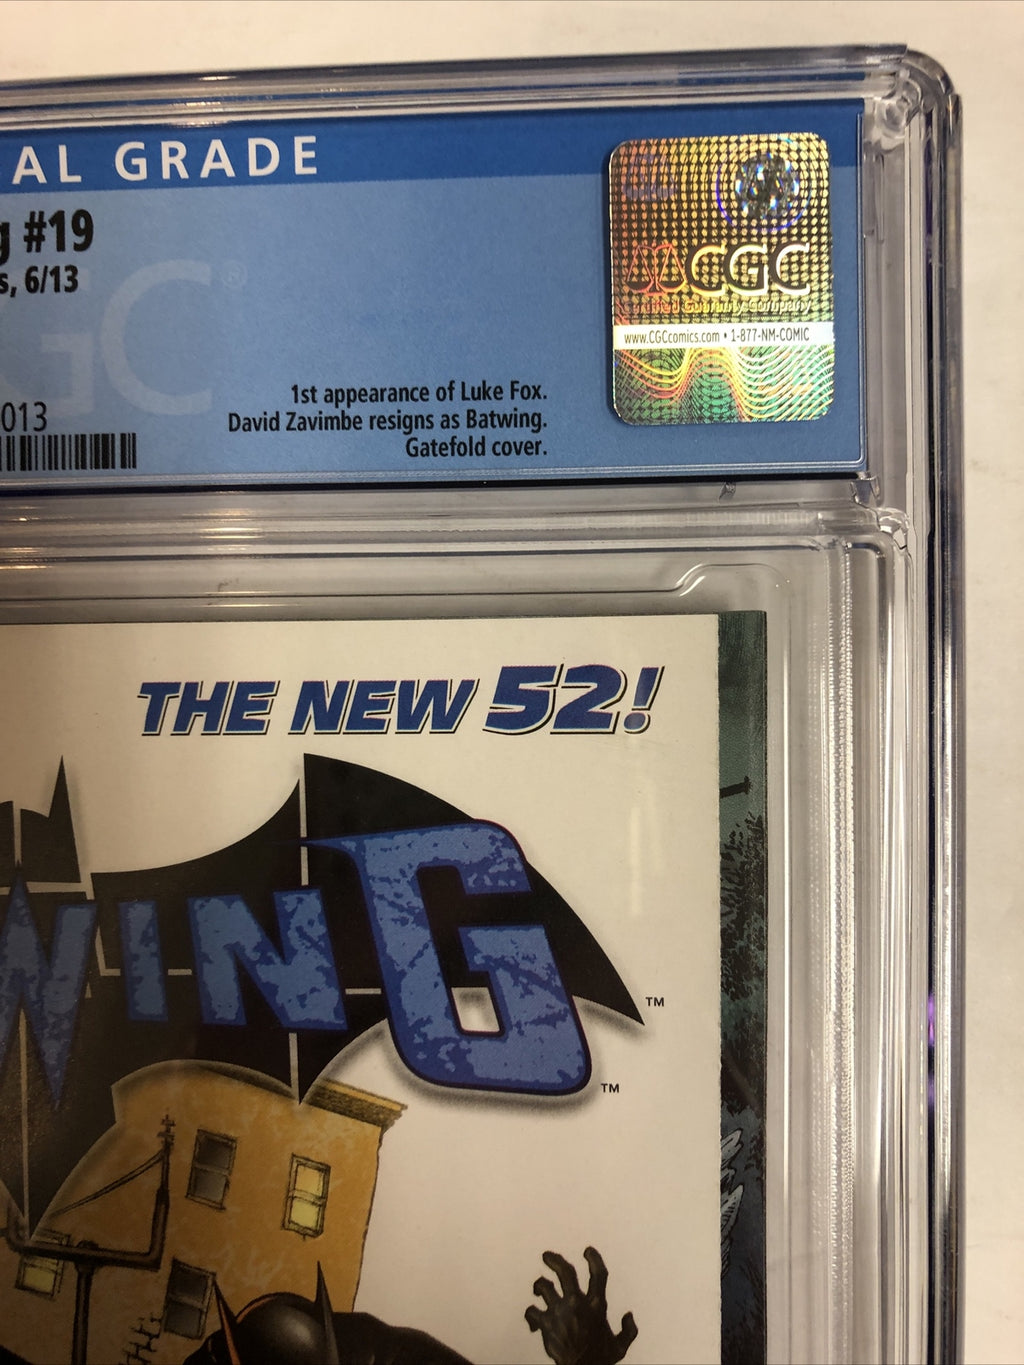 AL GRADE
g #19
s, 6/13
GC®
013
1st appearance of Luke Fox.
David Zavimbe resigns as Batwing.
Gatefold cover.
CGC
www.CGCcomics.com • 1-877-NM-COMIC
THE NEW 52!
WING
TM
TM